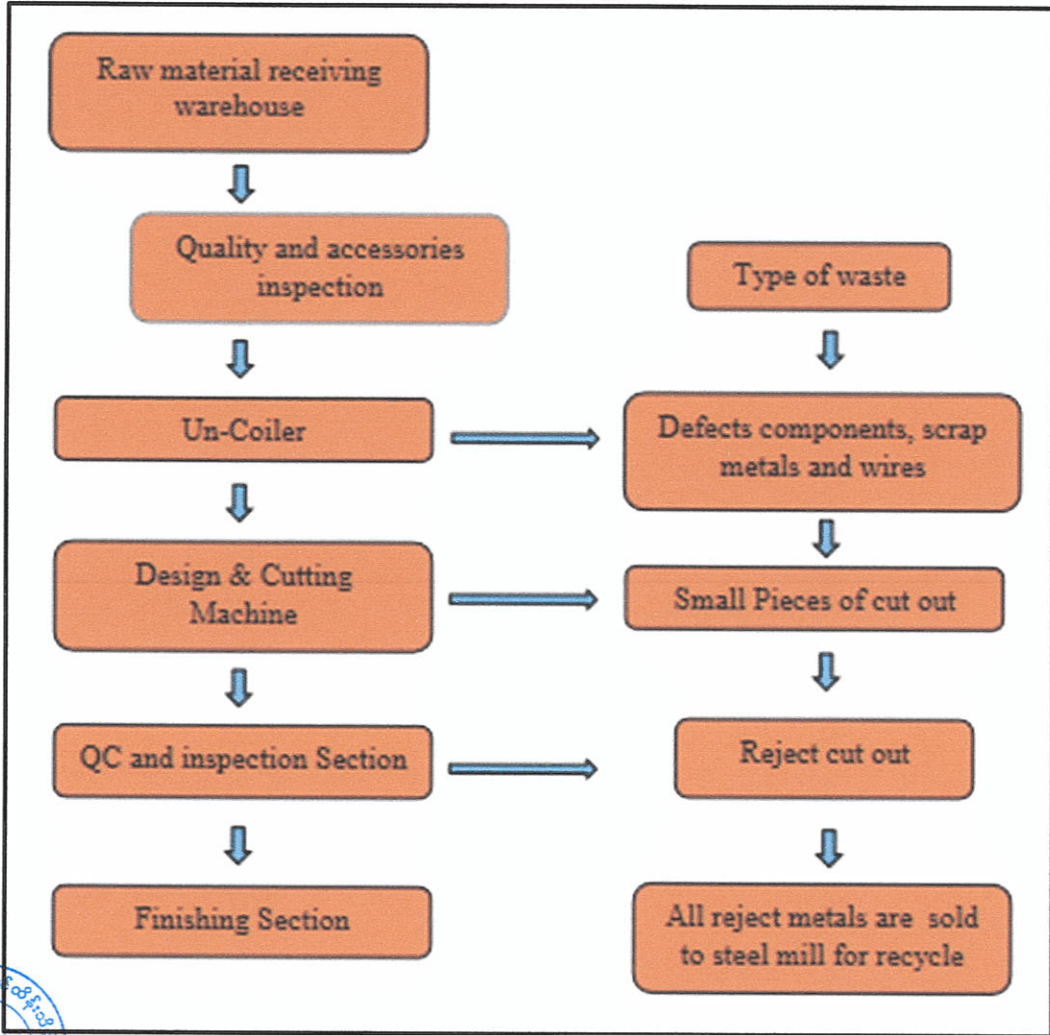 Raw material receiving
warehouse
Quality and accessories
inspection
Un-Coiler
Design & Cutting
Machine
QC and inspection Section
Finishing Section
Type of waste
Defects components, scrap
metals and wires
Small Pieces of cut out
Reject cut out
All reject metals are sold
to steel mill for recycle